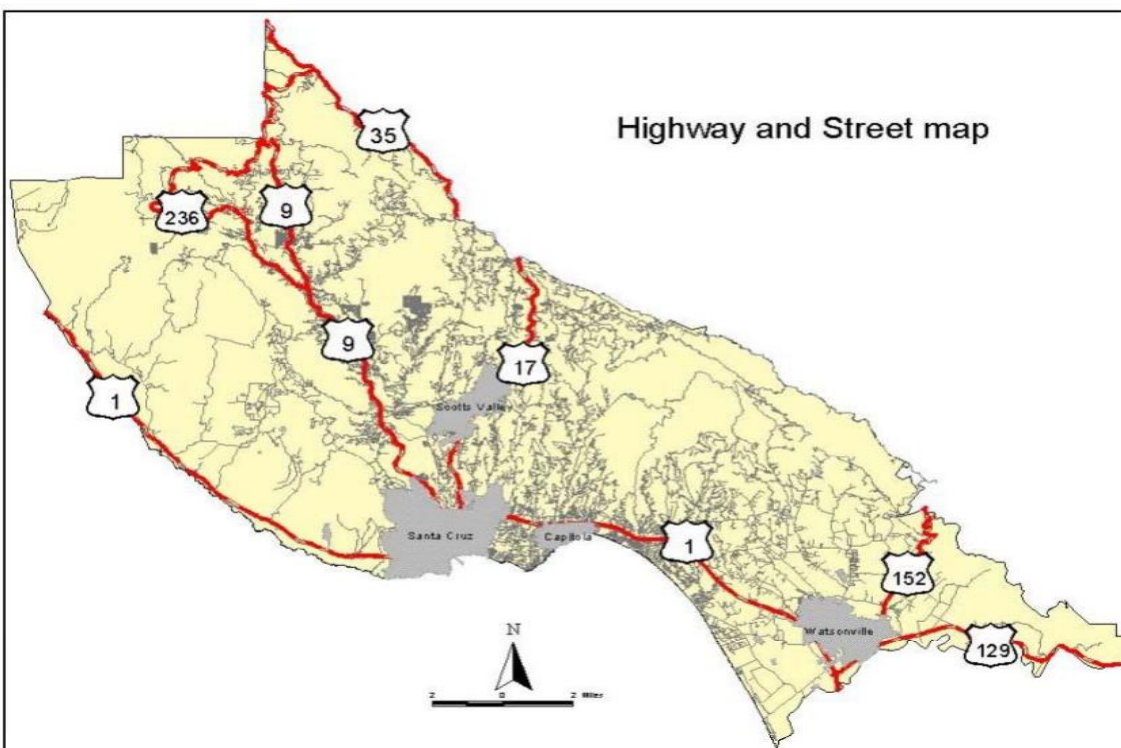 Highway and Street map
35
236
9
9
17
1
Scotts Valley
Santa Cruz
Capitola
1
152
Watsonville
129
N
2 0 2 Miles